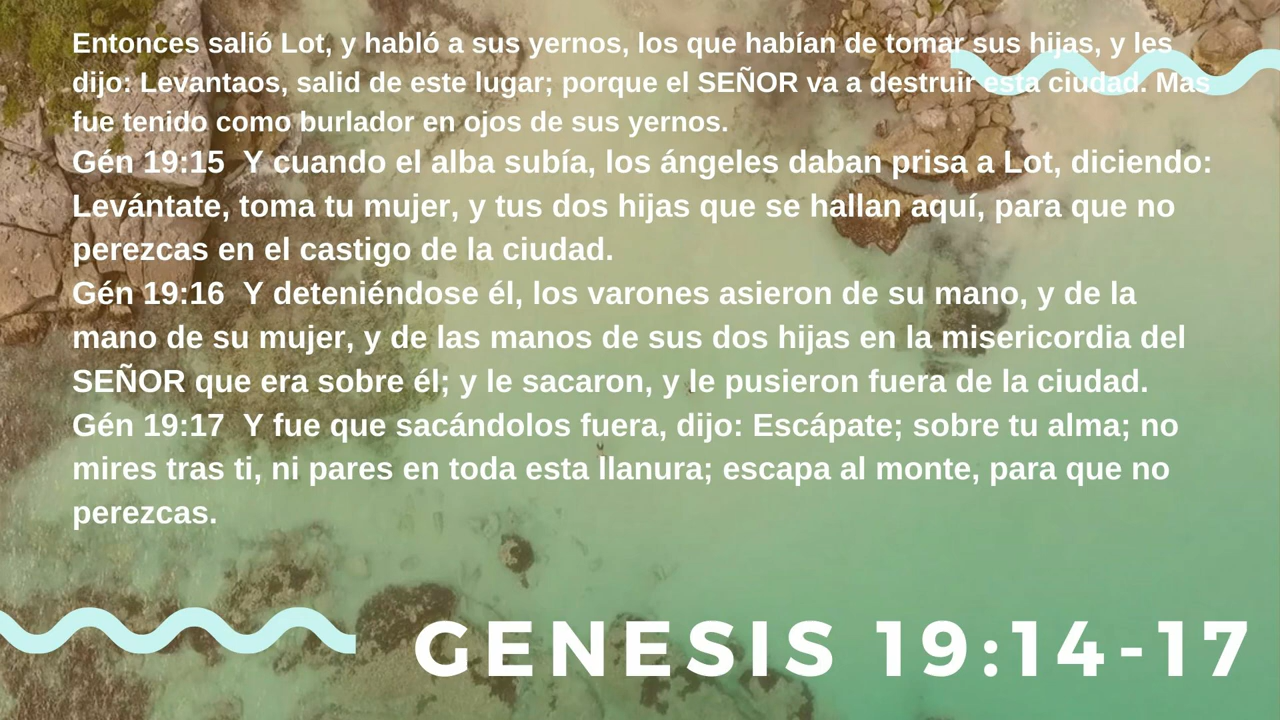 Entonces salió Lot, y habló a sus yernos, los que habían de tomar sus hijas, y les
dijo: Levantaos, salid de este lugar; porque el SEÑOR va a destruir esta ciudad. Mas
fue tenido como burlador en ojos de sus yernos.
Gén 19:15  Y cuando el alba subía, los ángeles daban prisa a Lot, diciendo:
Levántate, toma tu mujer, y tus dos hijas que se hallan aquí, para que no
perezcas en el castigo de la ciudad.
Gén 19:16  Y deteniéndose él, los varones asieron de su mano, y de la
mano de su mujer, y de las manos de sus dos hijas en la misericordia del
SEÑOR que era sobre él; y le sacaron, y le pusieron fuera de la ciudad.
Gén 19:17  Y fue que sacándolos fuera, dijo: Escápate; sobre tu alma; no
mires tras ti, ni pares en toda esta llanura; escapa al monte, para que no
perezcas.
GENESIS 19:14-17